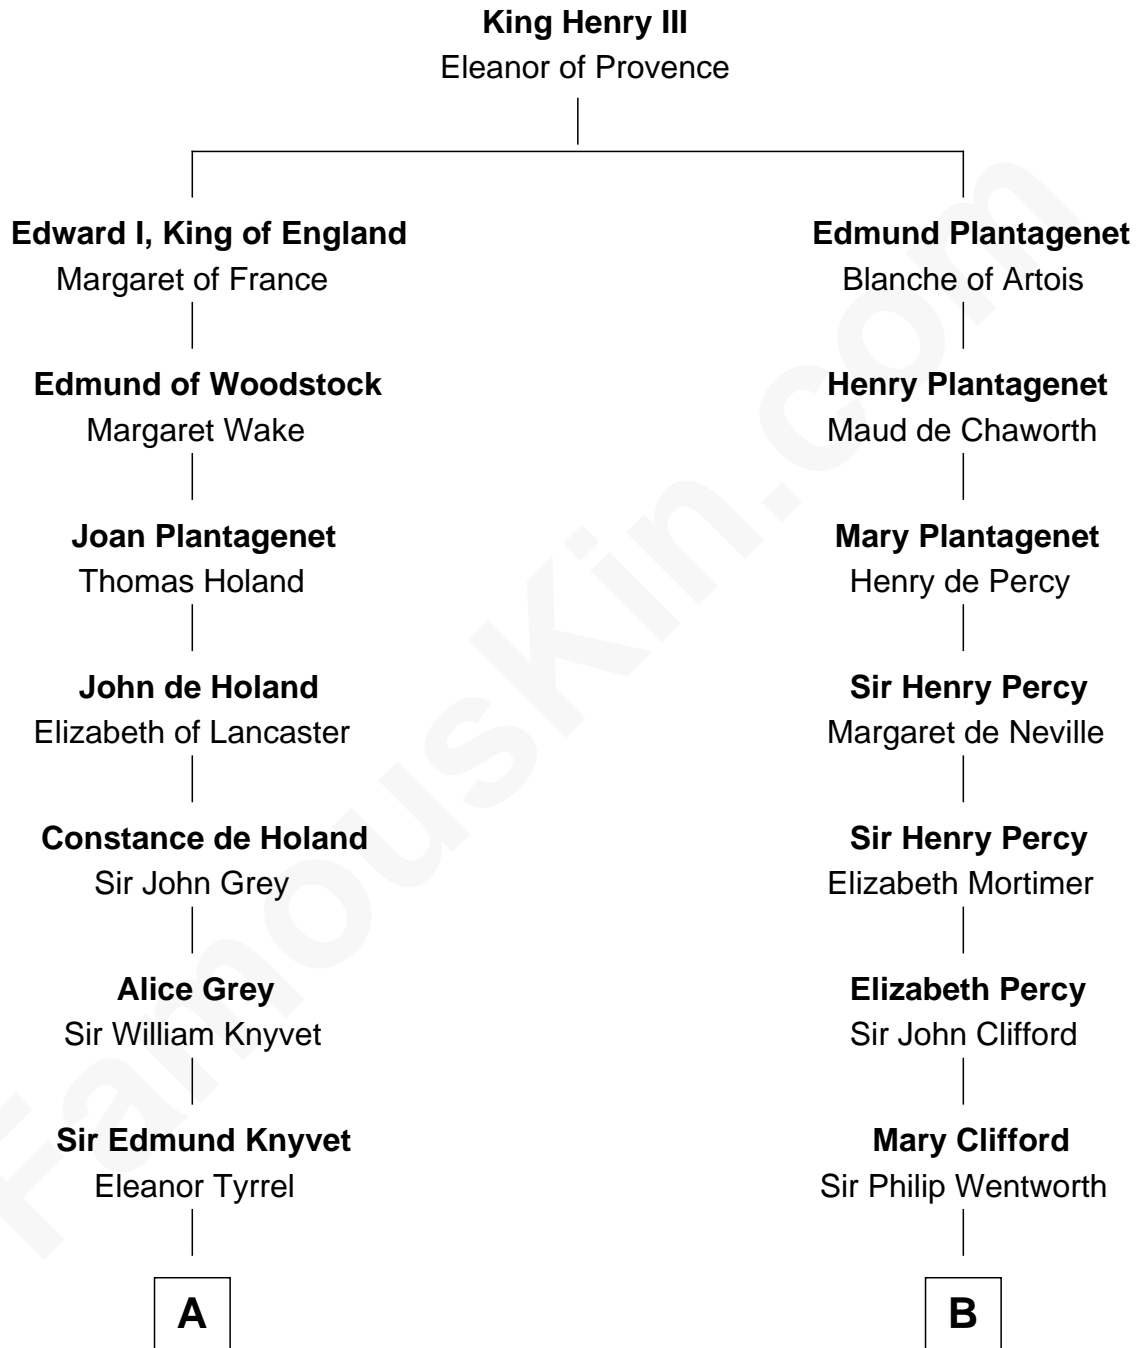 King Henry III
Eleanor of Provence
Edward I, King of England
Margaret of France
Edmund Plantagenet
Blanche of Artois
Edmund of Woodstock
Margaret Wake
Henry Plantagenet
Maud de Chaworth
Joan Plantagenet
Thomas Holand
Mary Plantagenet
Henry de Percy
John de Holand
Elizabeth of Lancaster
Sir Henry Percy
Margaret de Neville
Constance de Holand
Sir John Grey
Sir Henry Percy
Elizabeth Mortimer
Alice Grey
Sir William Knyvet
Elizabeth Percy
Sir John Clifford
Sir Edmund Knyvet
Eleanor Tyrrel
Mary Clifford
Sir Philip Wentworth
A
B
FamousKin.com